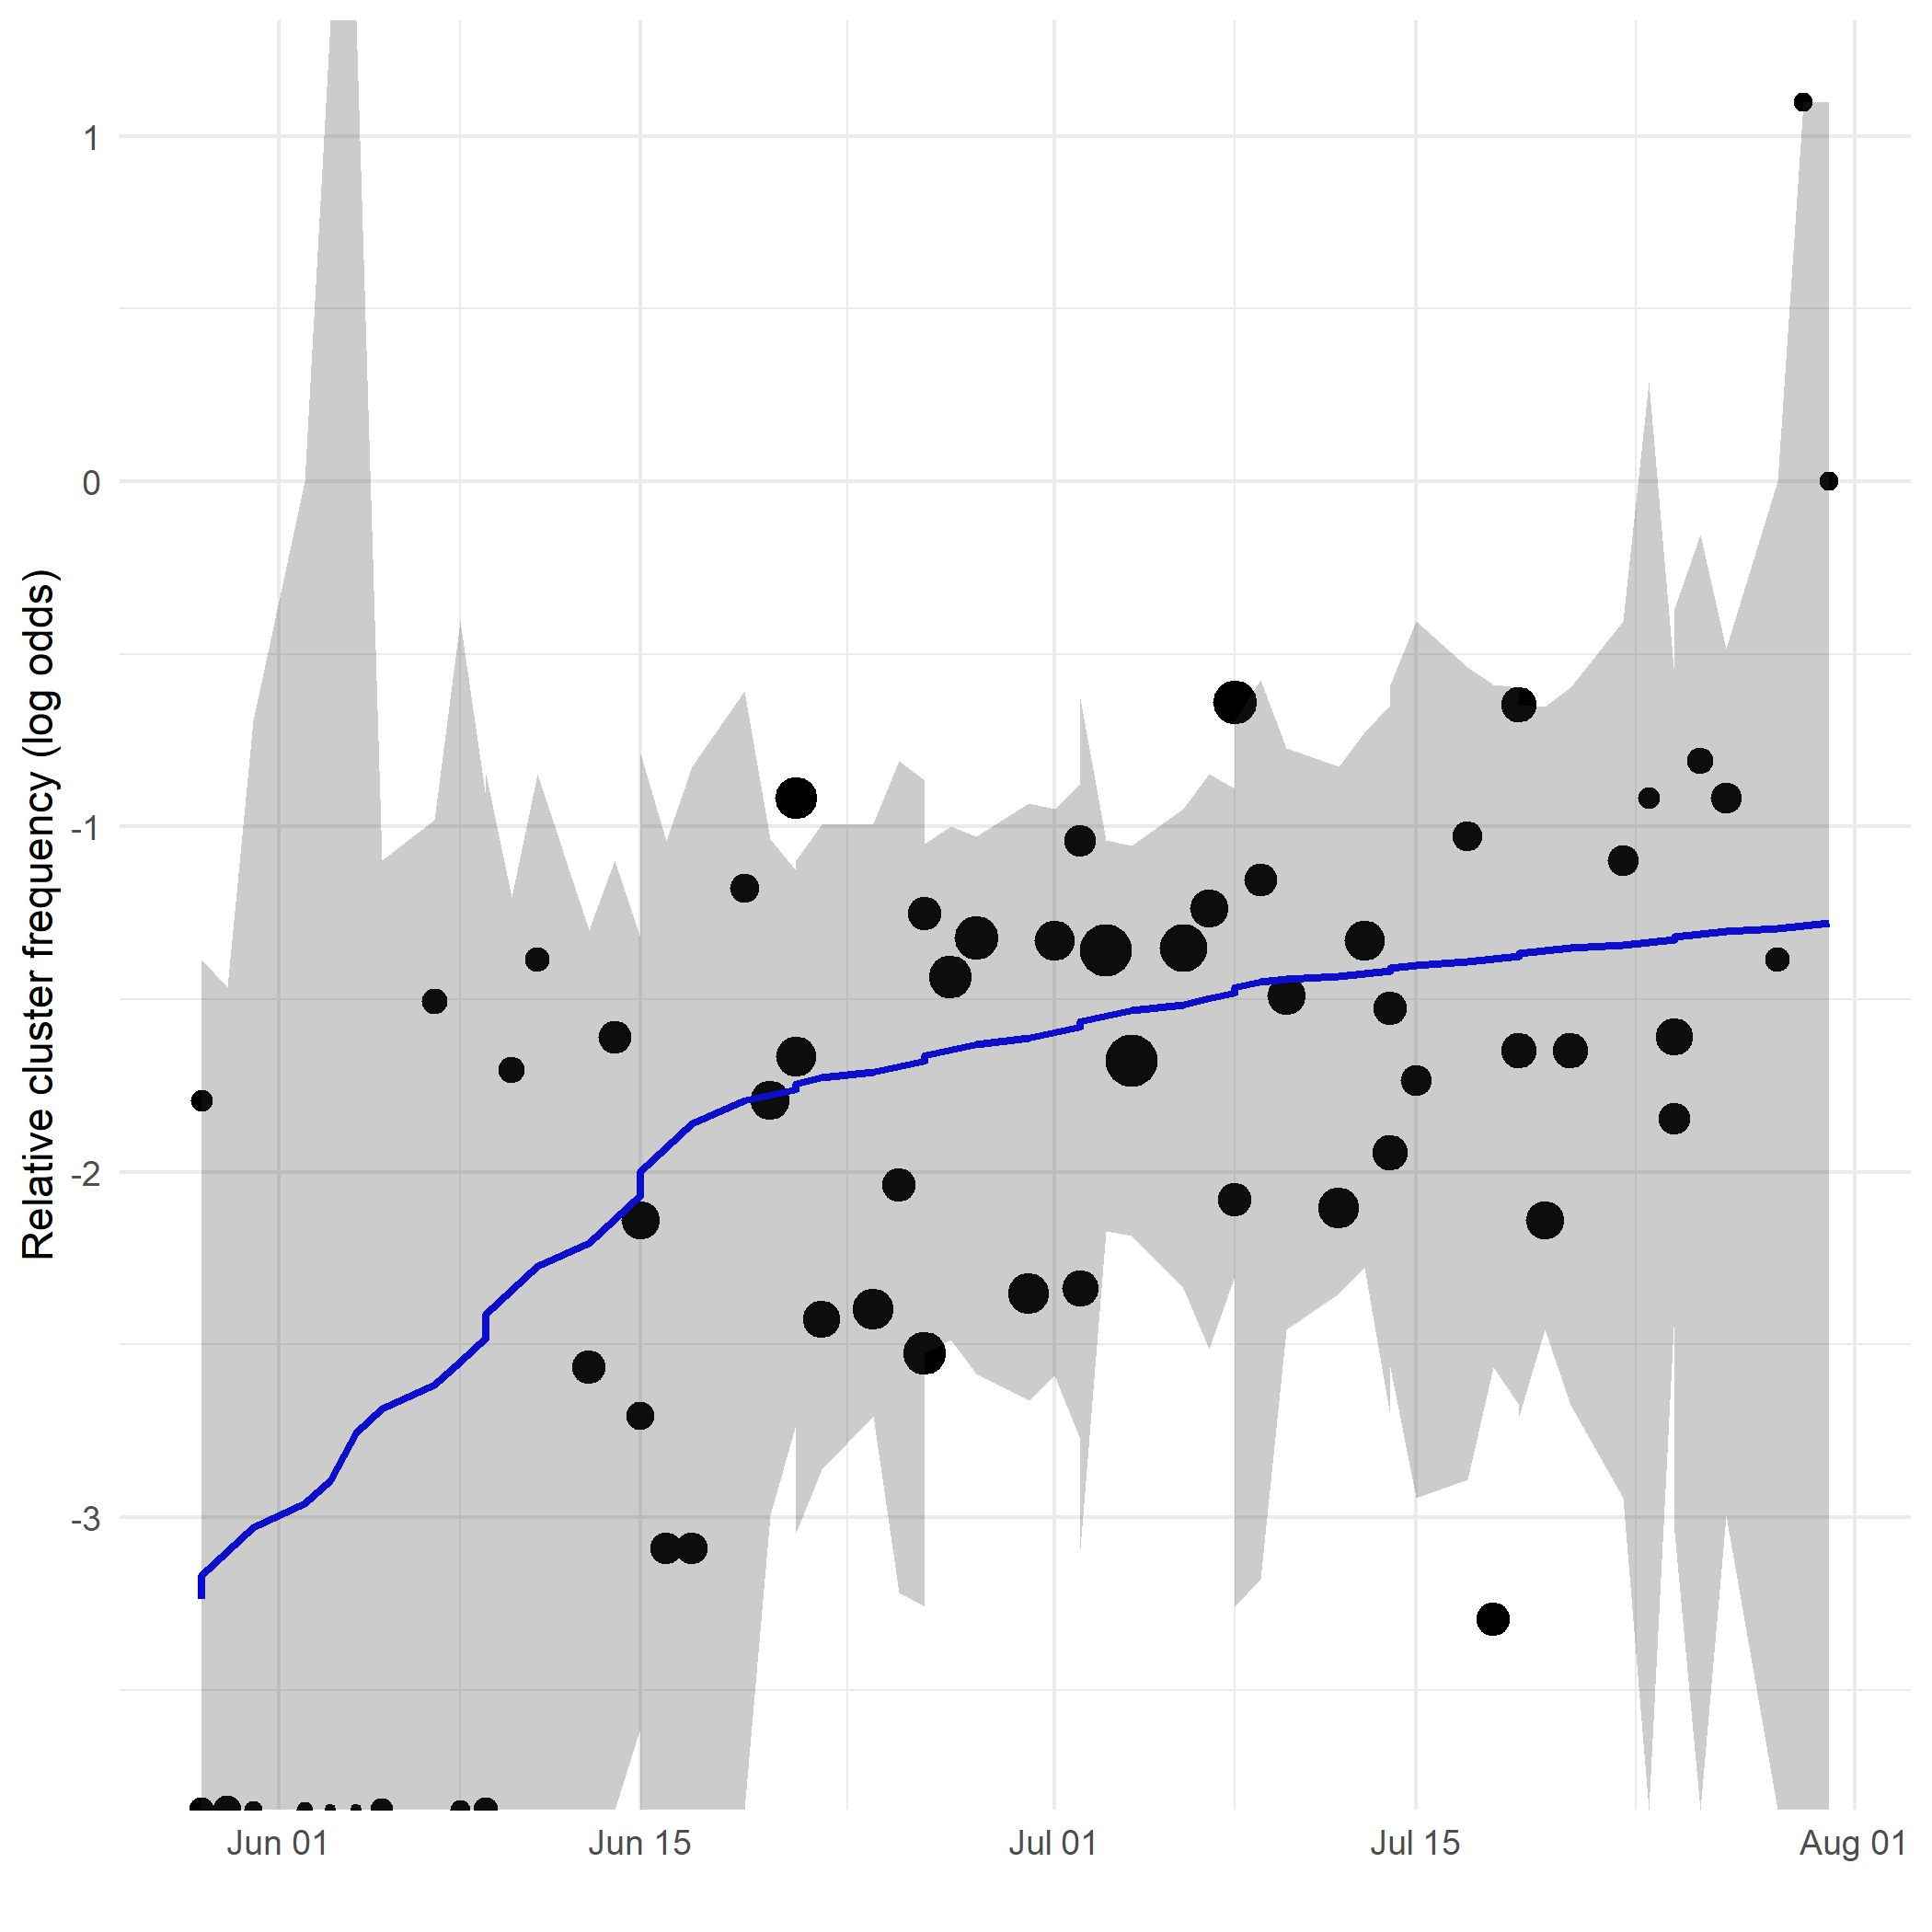 Relative cluster frequency (log odds)
1
0
-1
-2
-3
Jun 01
Jun 15
Jul 01
Jul 15
Aug 01